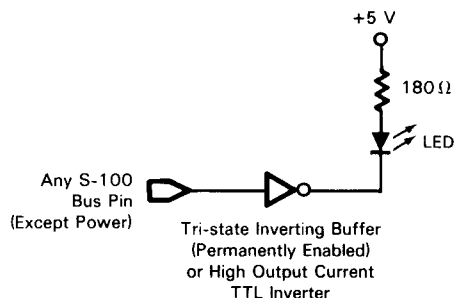 +5 V
180Ω
LED
Any S-100
Bus Pin
(Except Power)
Tri-state Inverting Buffer
(Permanently Enabled)
or High Output Current
TTL Inverter